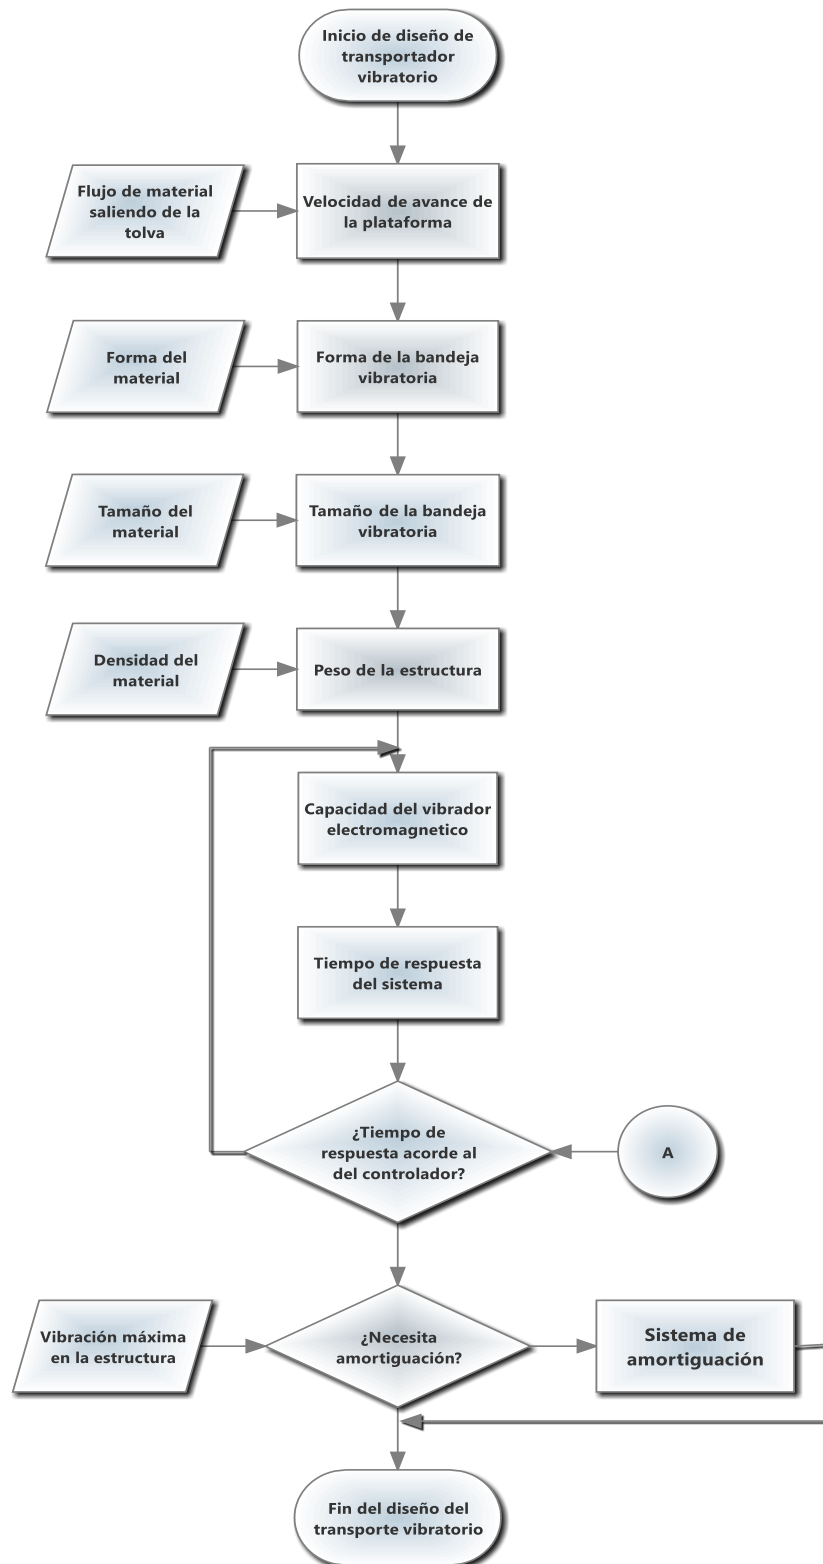 Inicio de diseño de
transportador
vibratorio
Flujo de material
saliendo de la
tolva
Velocidad de avance de
la plataforma
Forma del
material
Forma de la bandeja
vibratoria
Tamaño del
material
Tamaño de la bandeja
vibratoria
Densidad del
material
Peso de la estructura
Capacidad del vibrador
electromagnetico
Tiempo de respuesta
del sistema
¿Tiempo de
respuesta acorde al
del controlador?
A
Vibración máxima
en la estructura
¿Necesita
amortiguación?
Sistema de
amortiguación
Fin del diseño del
transporte vibratorio